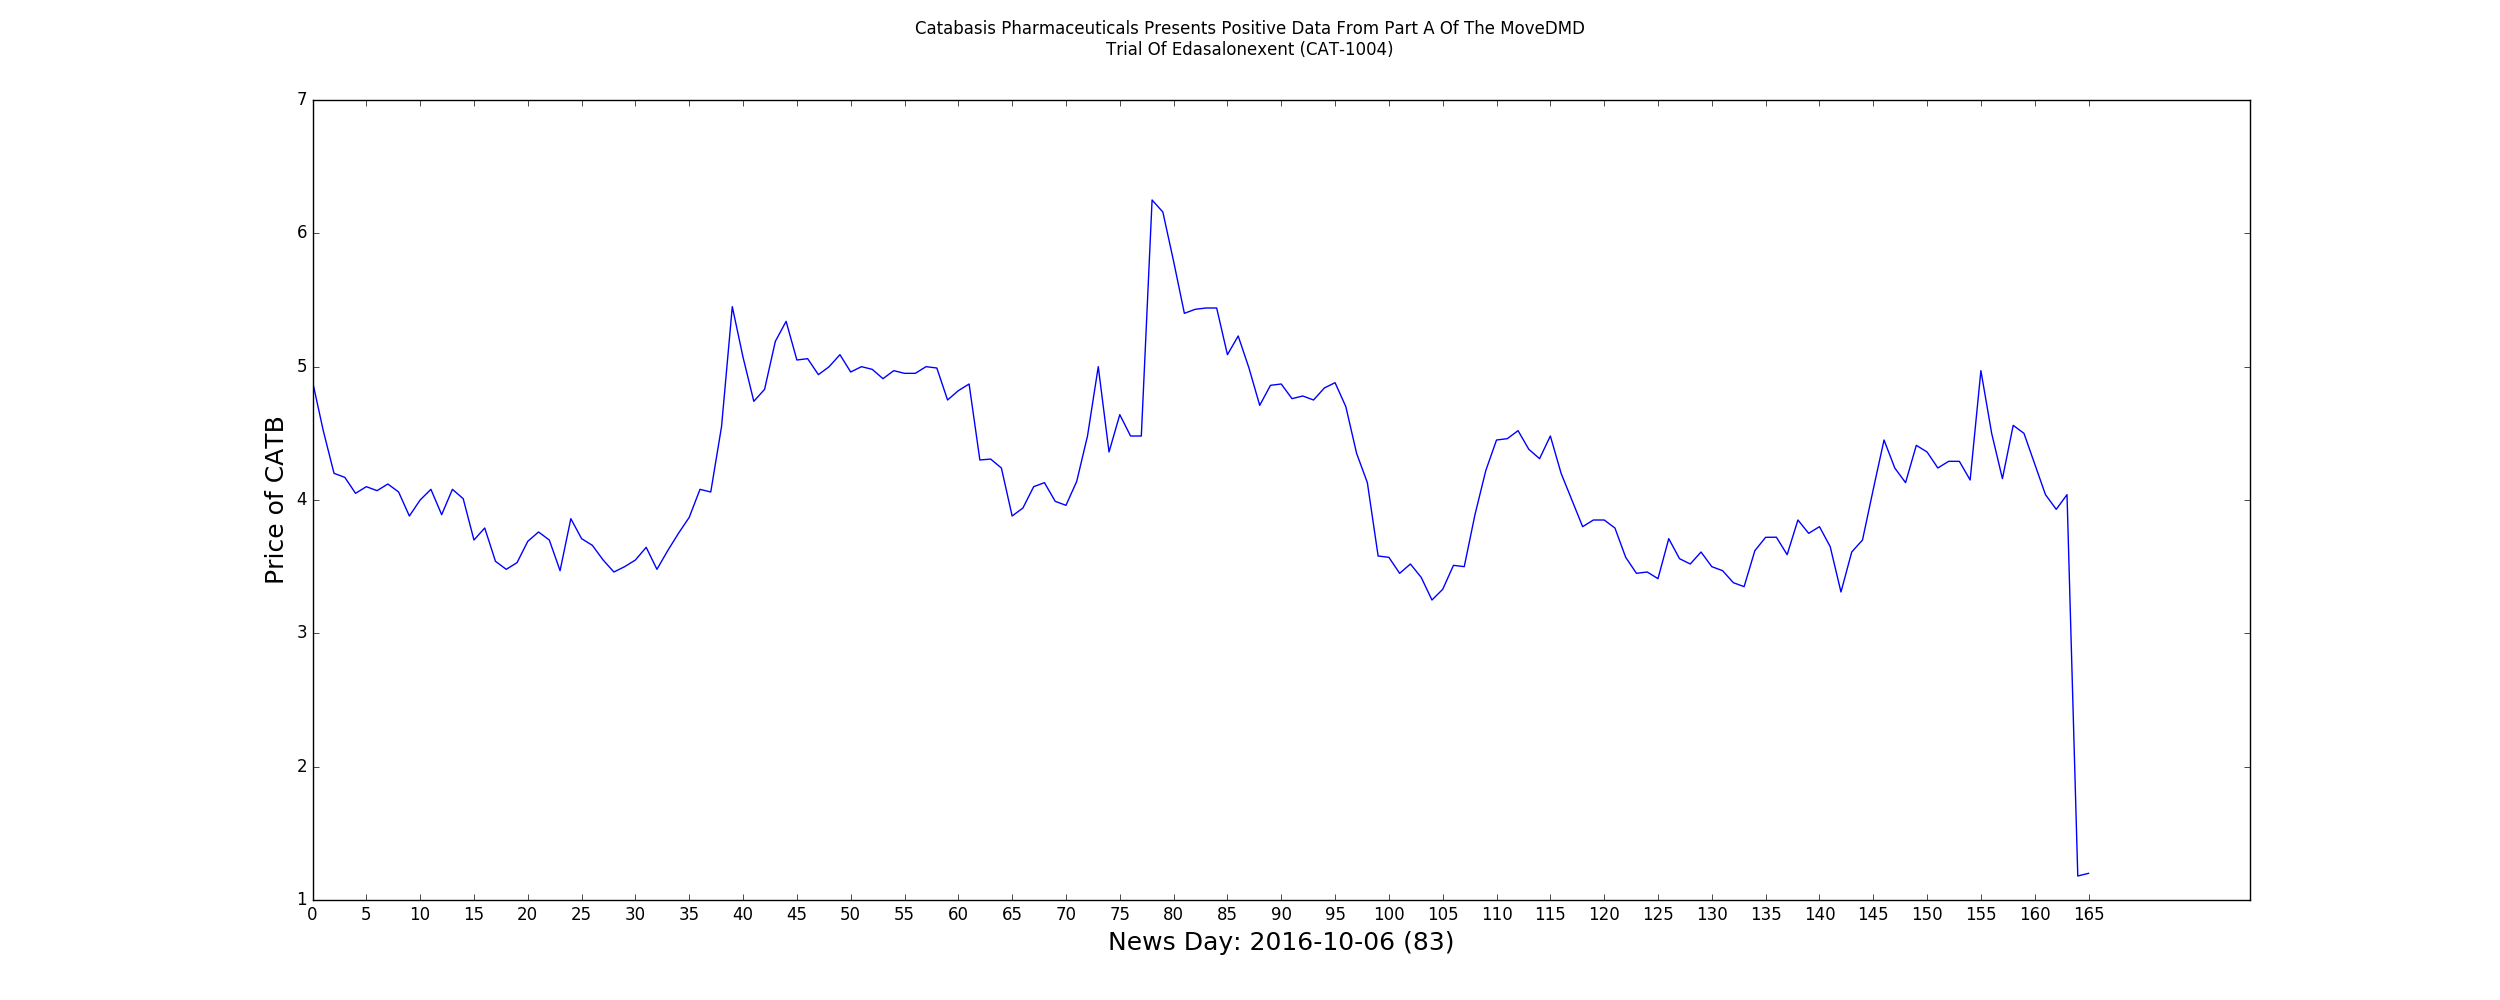 Catabasis Pharmaceuticals Presents Positive Data From Part A Of The MoveDMD
Trial Of Edasalonexent (CAT-1004)
7
6
5
4
3
2
1
Price of CATB
0 5 10 15 20 25 30 35 40 45 50 55 60 65 70 75 80 85 90 95 100 105 110 115 120 125 130 135 140 145 150 155 160 165
News Day: 2016-10-06 (83)